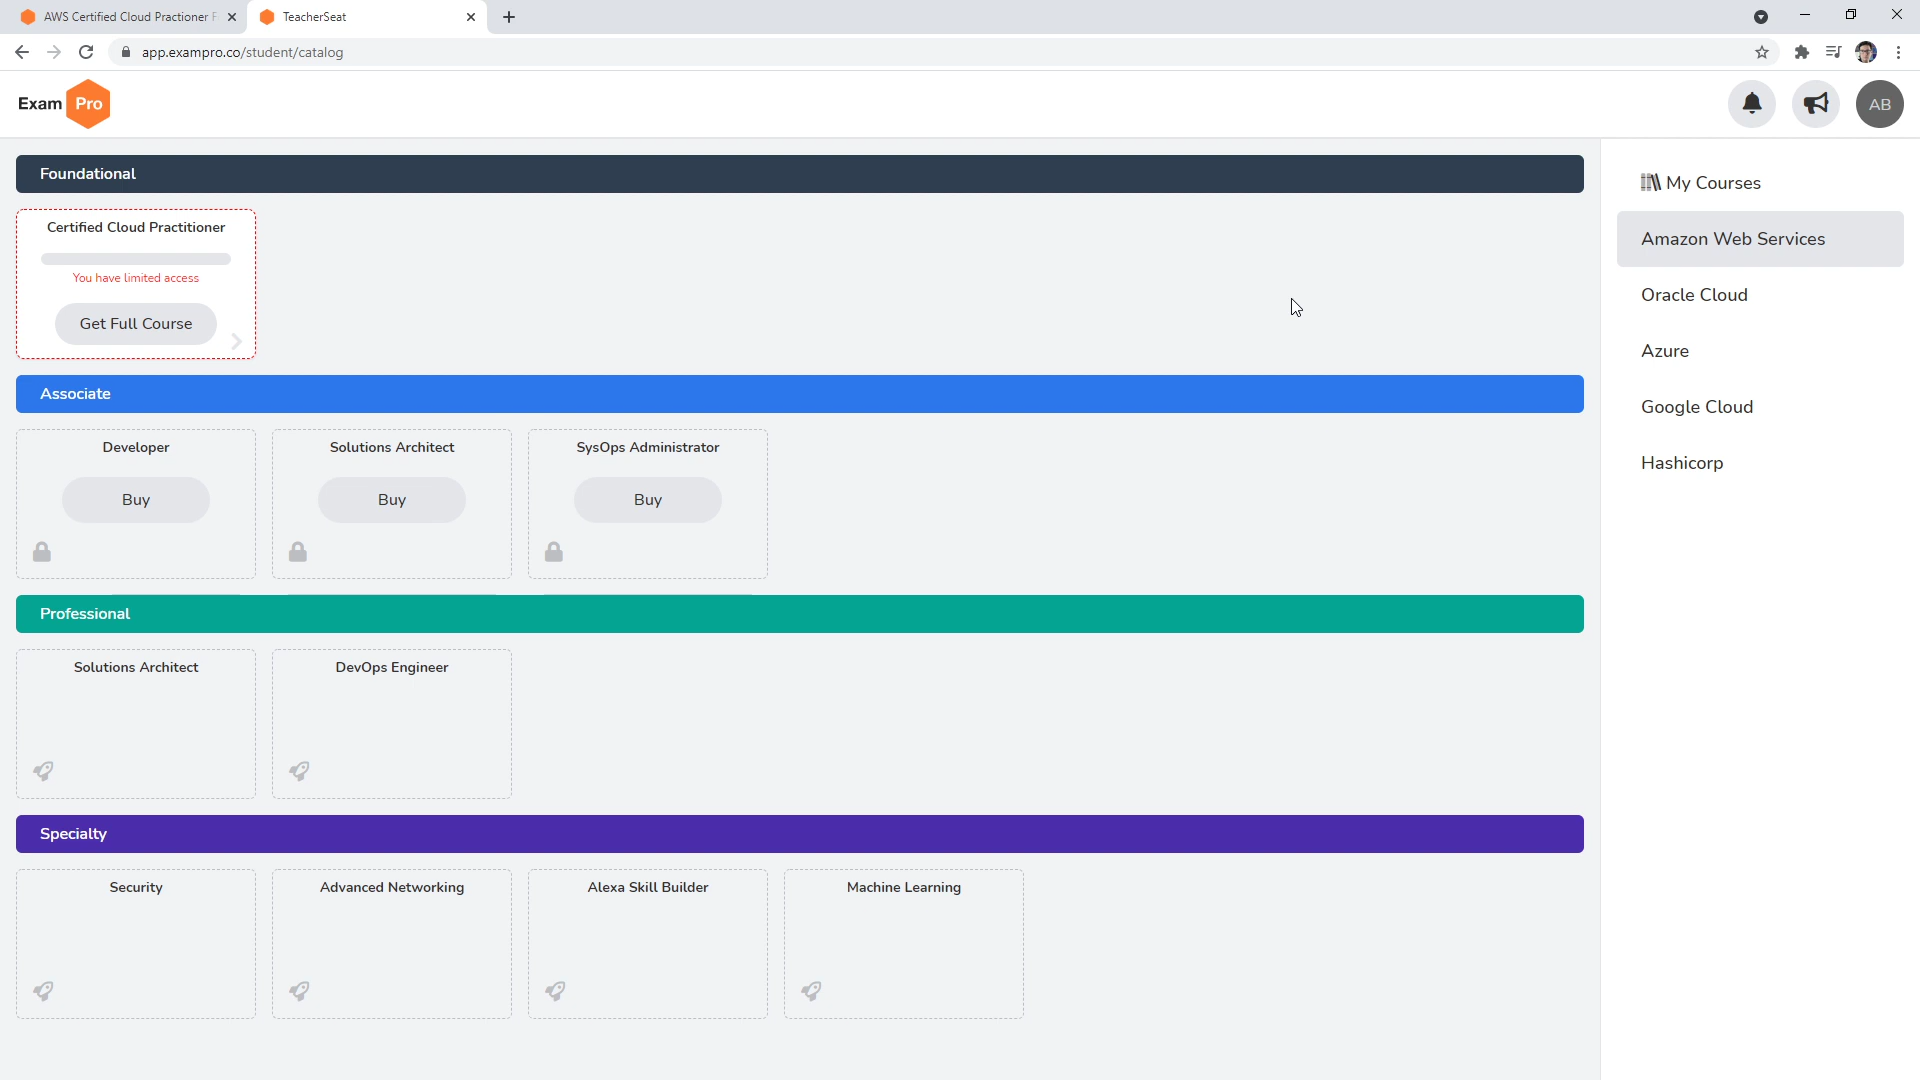 AWS Certified Cloud Practioner F
TeacherSeat
app.exampro.co/student/catalog
Exam Pro
AB
Foundational
Certified Cloud Practitioner
You have limited access
Get Full Course
Associate
Developer
Buy
Solutions Architect
Buy
SysOps Administrator
Buy
Professional
Solutions Architect
DevOps Engineer
Specialty
Security
Advanced Networking
Alexa Skill Builder
Machine Learning
My Courses
Amazon Web Services
Oracle Cloud
Azure
Google Cloud
Hashicorp